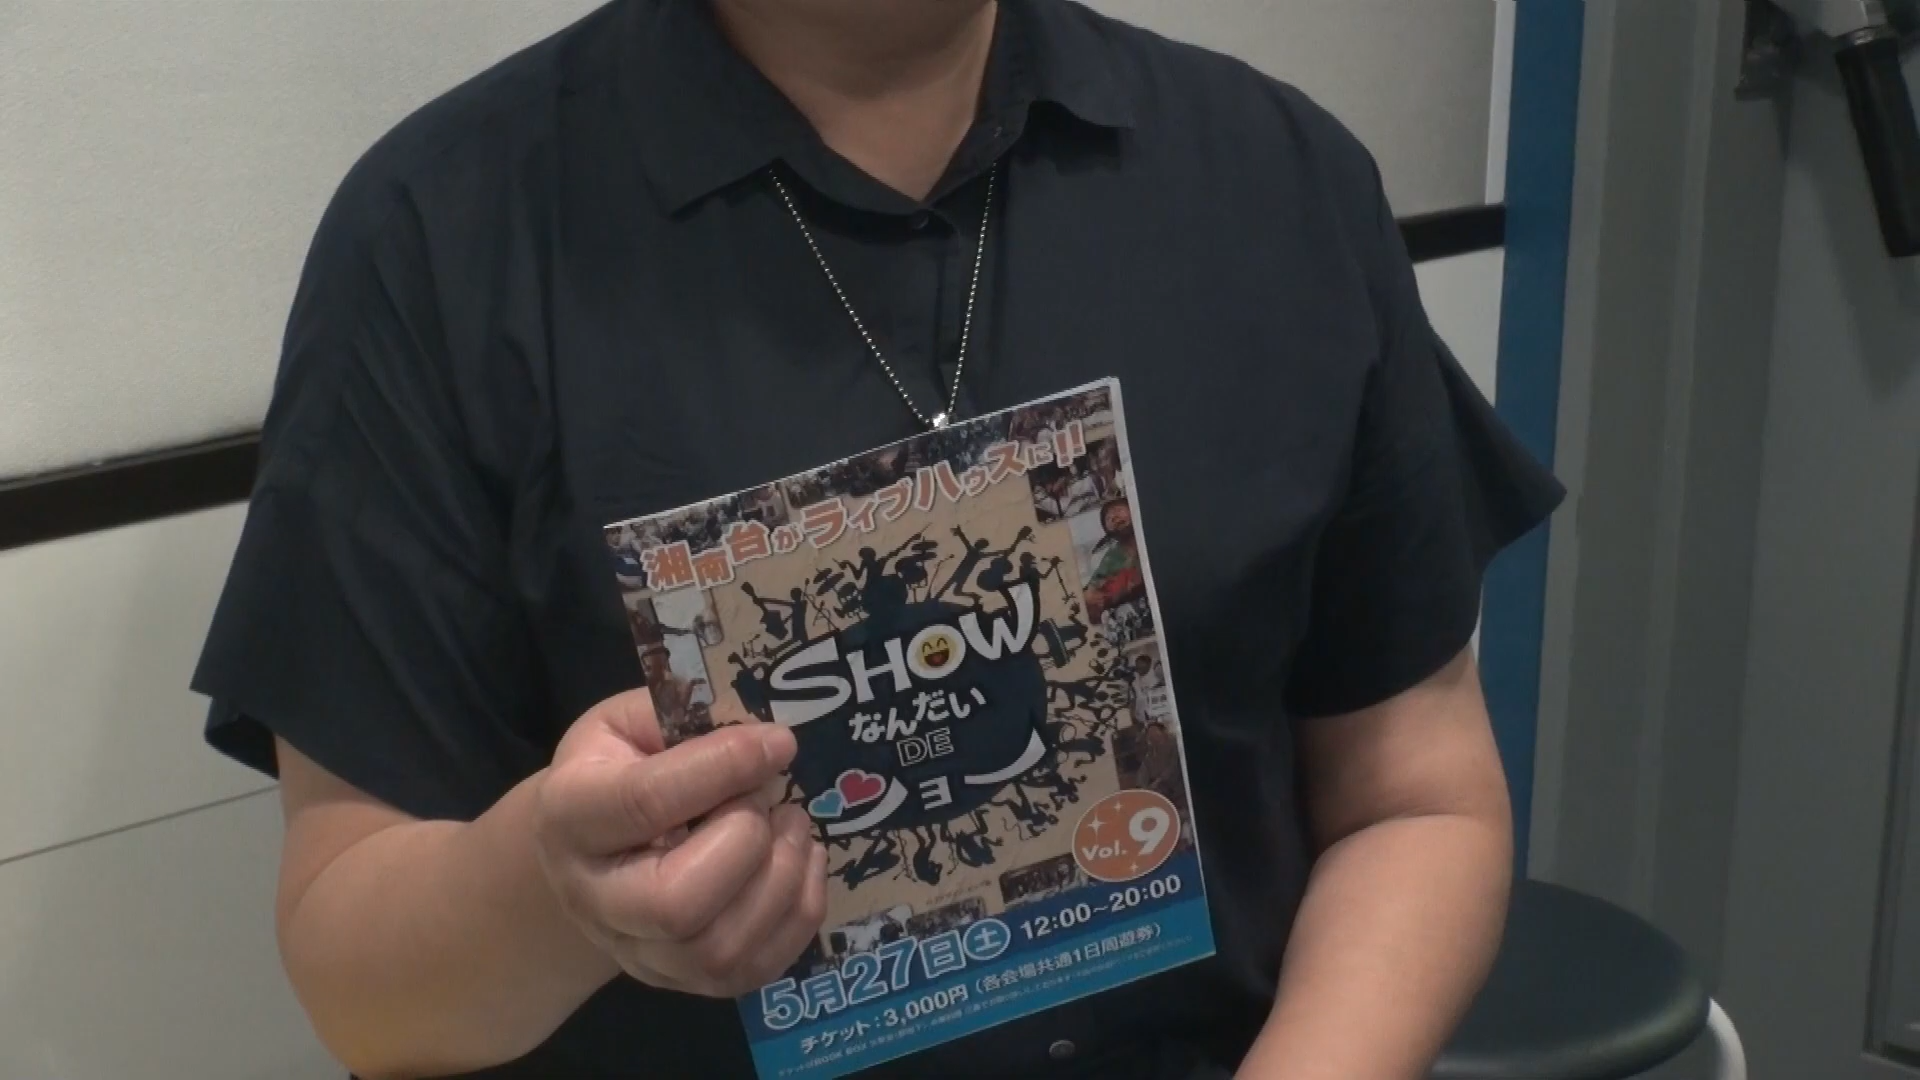 湘南台がライブハウスに!!
SHOW
なんだい
DE
ション
Vol.9
5月27日(土) 12:00~20:00
チケット：3,000円（各会場共通1日周遊券）